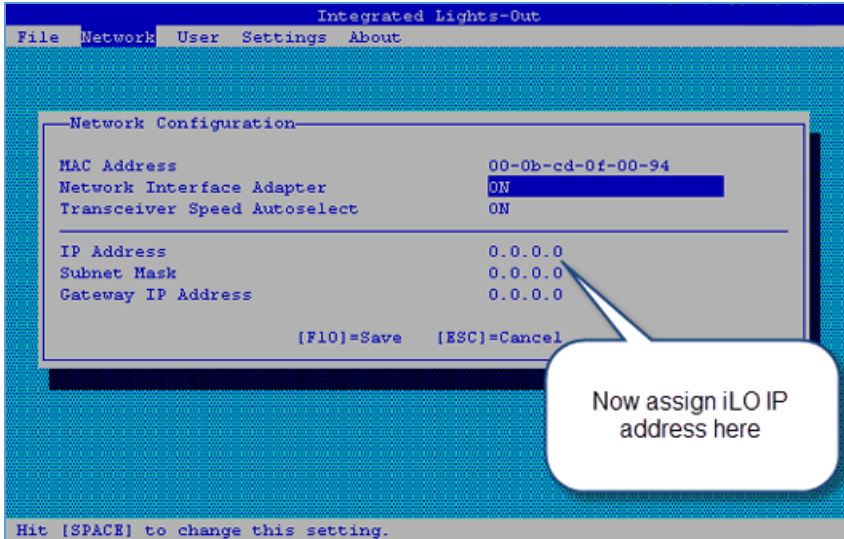 Integrated Lights-Out
File Network User Settings About
Network Configuration
MAC Address 00-0b-cd-0f-00-94
Network Interface Adapter ON
Transceiver Speed Autoselect ON
IP Address 0.0.0.0
Subnet Mask 0.0.0.0
Gateway IP Address 0.0.0.0
[F10]=Save [ESC]=Cancel
Now assign iLO IP
address here
Hit [SPACE] to change this setting.